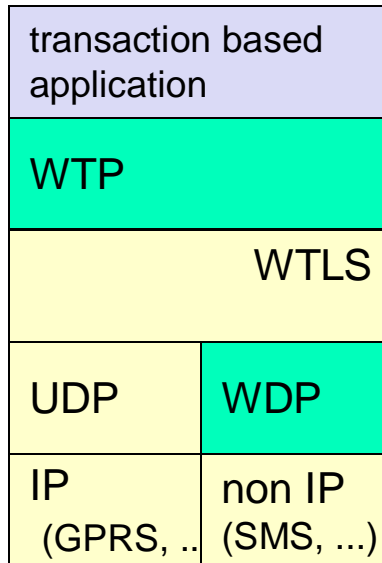 transaction based
application
WTP
WTLS
UDP
WDP
IP
(GPRS, ..
non IP
(SMS, ...)